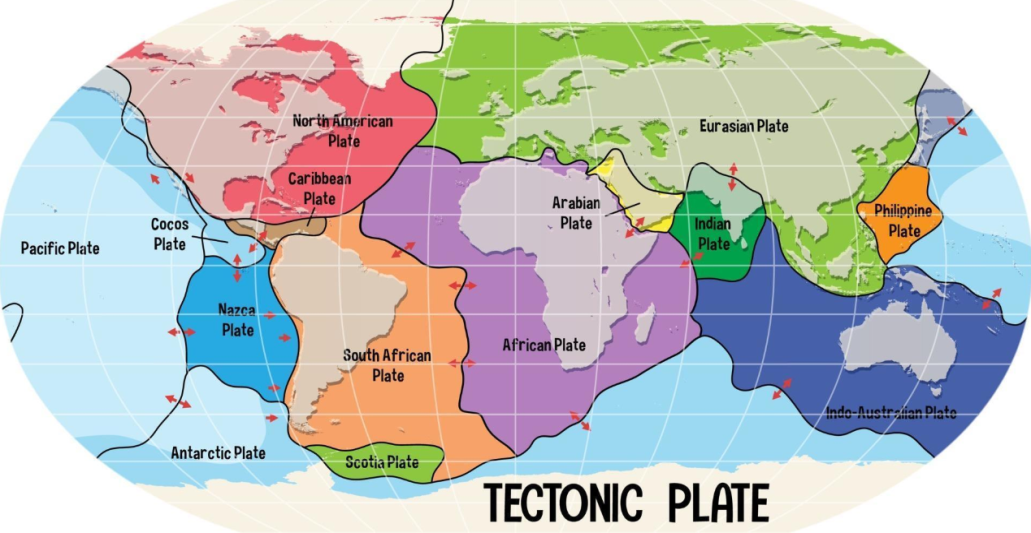 North American
Plate
Eurasian Plate
Caribbean
Plate
Arabian
Plate
Cocos
Plate
Indian
Plate
Philippine
Plate
Pacific Plate
Nazca
Plate
South African
Plate
African Plate
Indo-Australian Plate
Antarctic Plate
Scotia Plate
TECTONIC PLATE